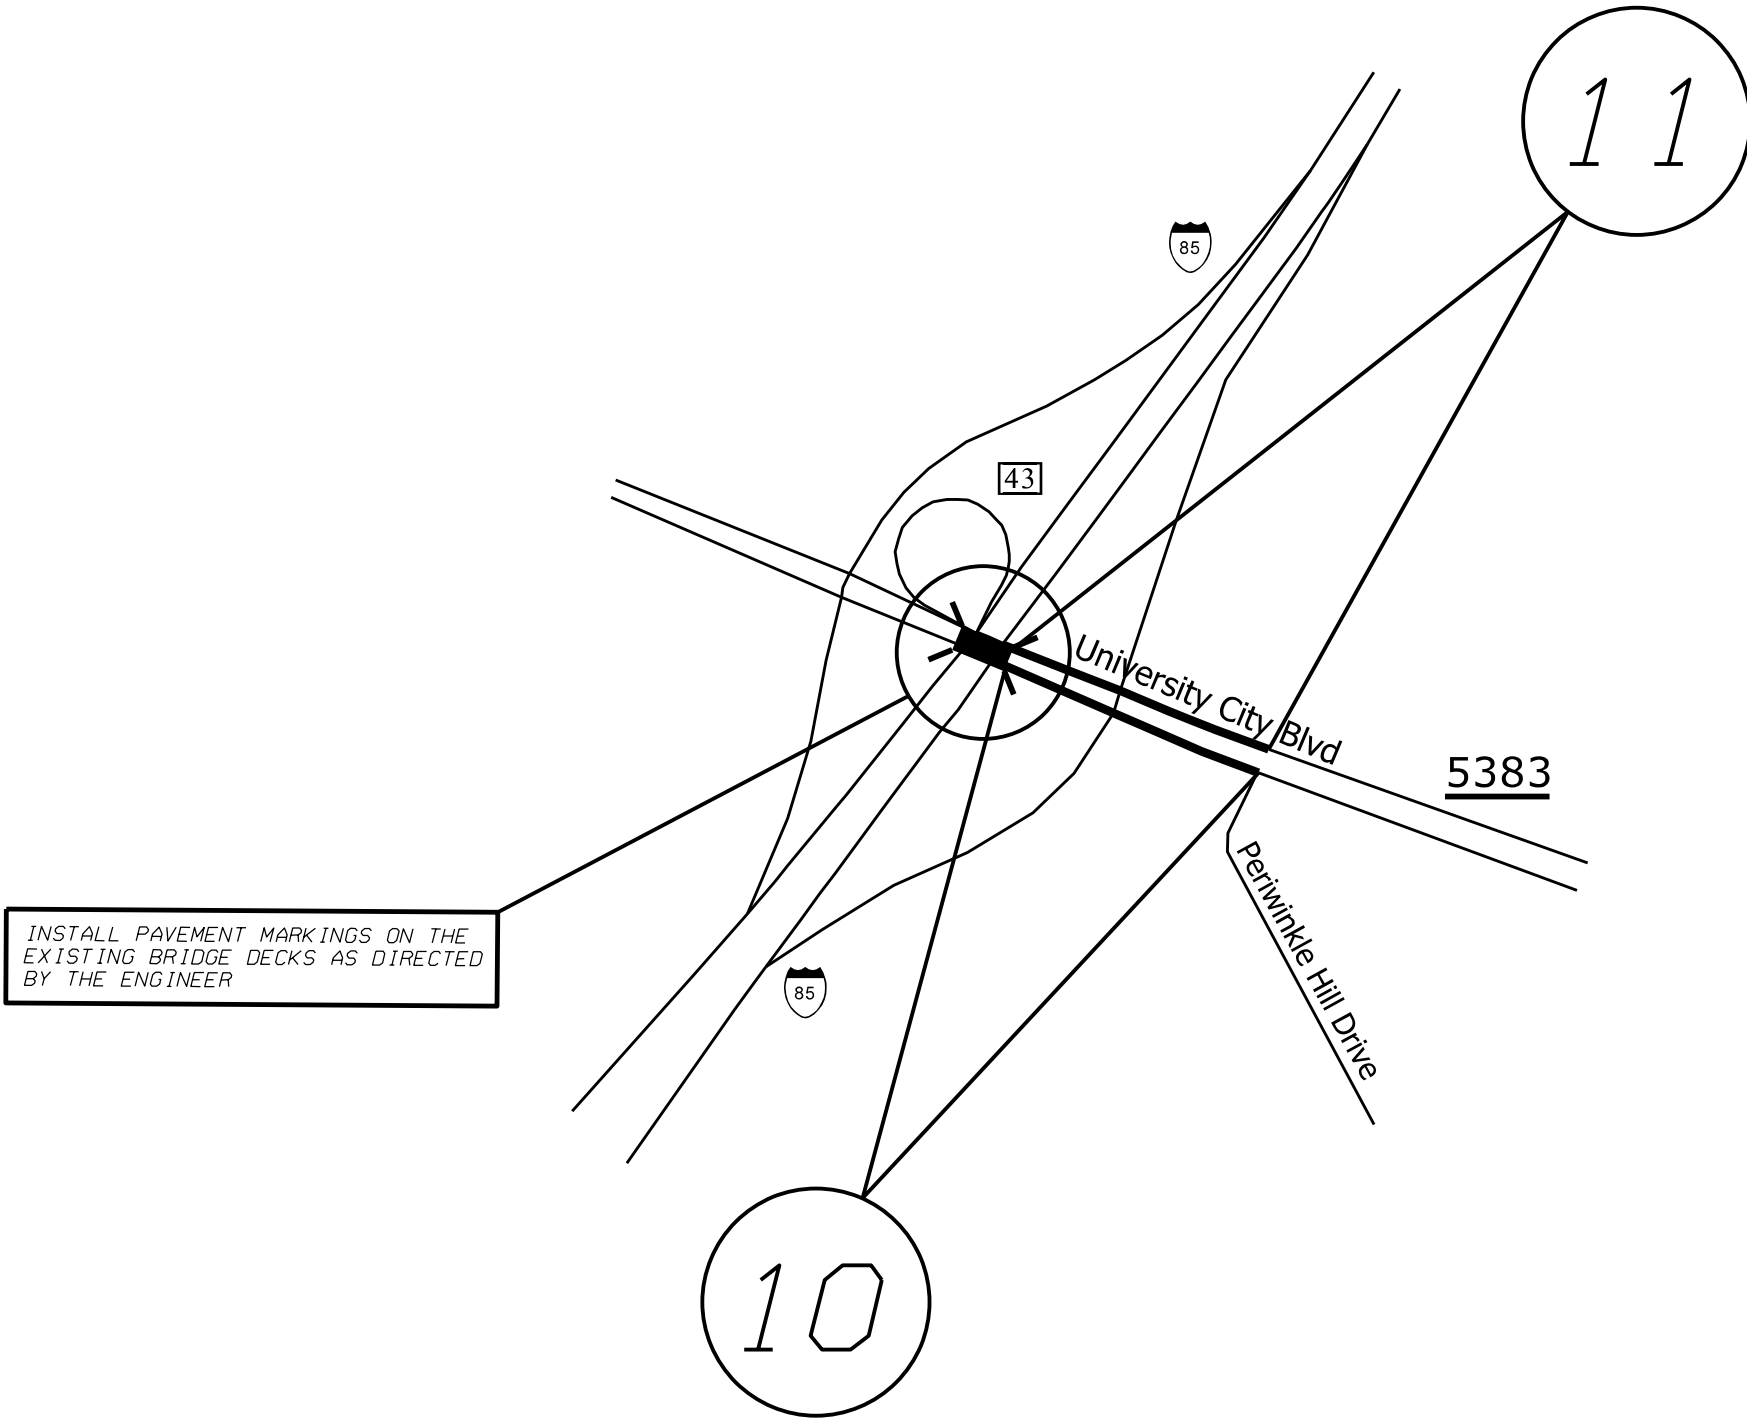 11
85
43
University City Blvd
5383
Periwinkle Hill Drive
INSTALL PAVEMENT MARKINGS ON THE
EXISTING BRIDGE DECKS AS DIRECTED
BY THE ENGINEER
85
10